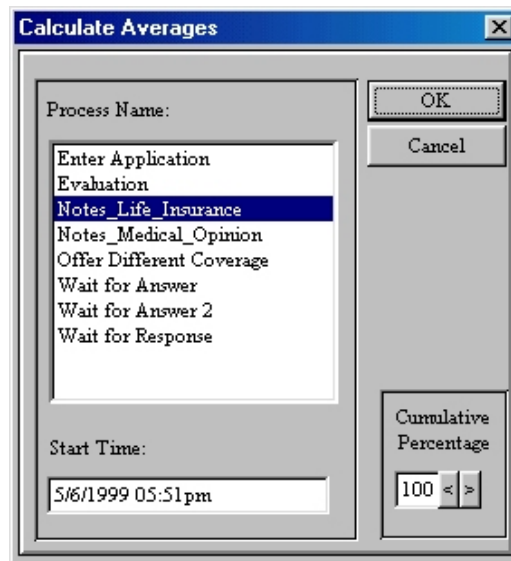 Calculate Averages
Process Name:
Enter Application
Evaluation
Notes_Life_Insurance
Notes_Medical_Opinion
Offer Different Coverage
Wait for Answer
Wait for Answer 2
Wait for Response
Start Time:
5/6/1999 05:51pm
OK
Cancel
Cumulative
Percentage
100 < >